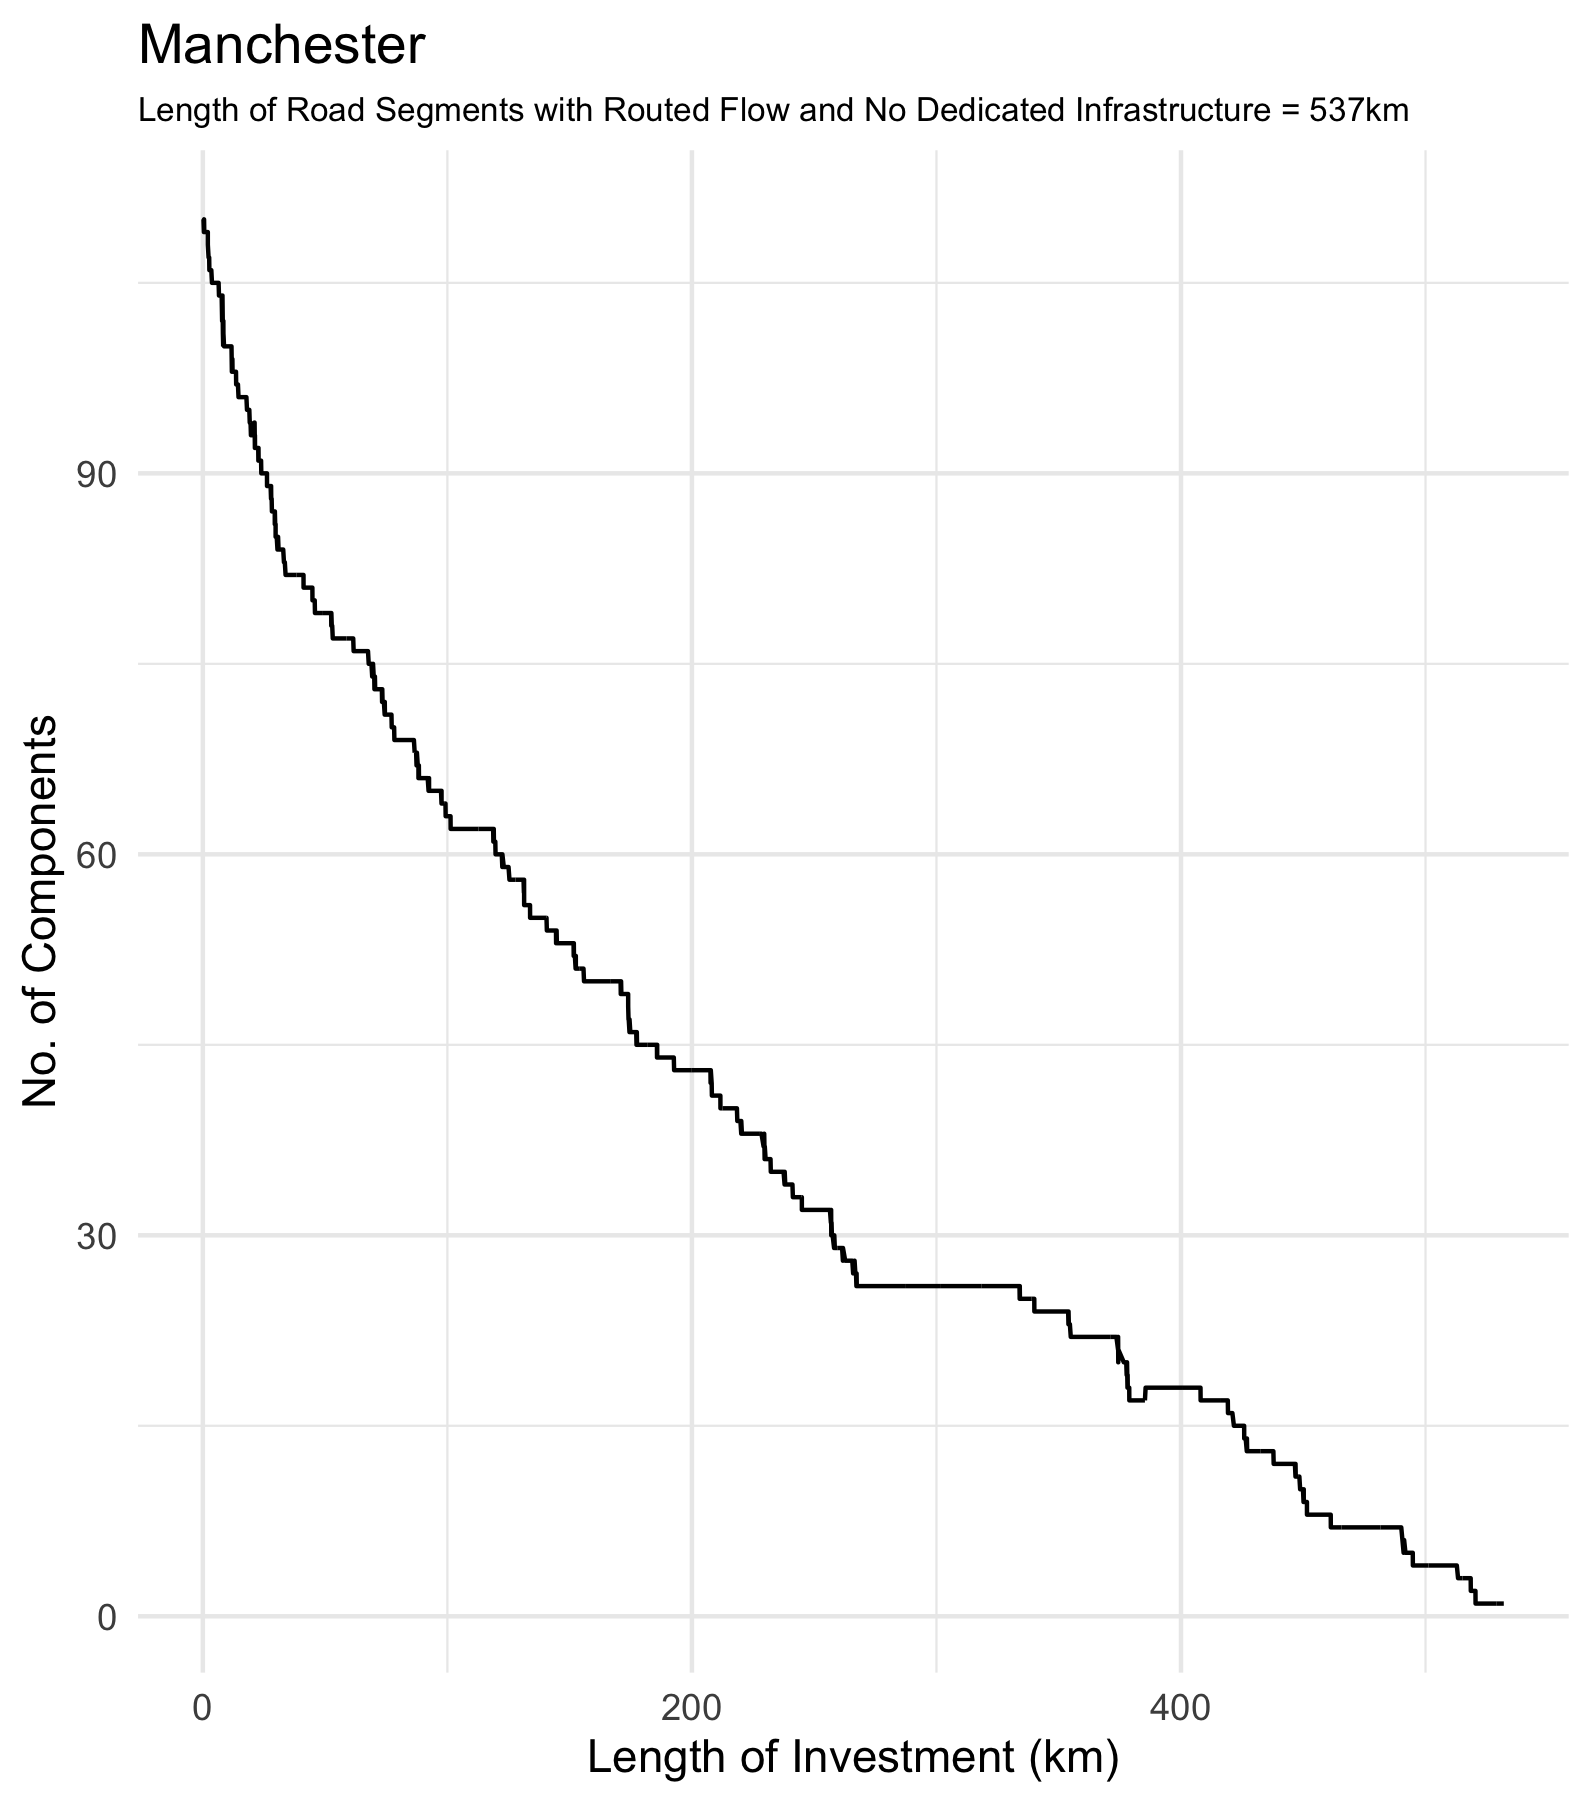 Manchester
Length of Road Segments with Routed Flow and No Dedicated Infrastructure = 537km
90
60
30
0
No. of Components
0 200 400
Length of Investment (km)